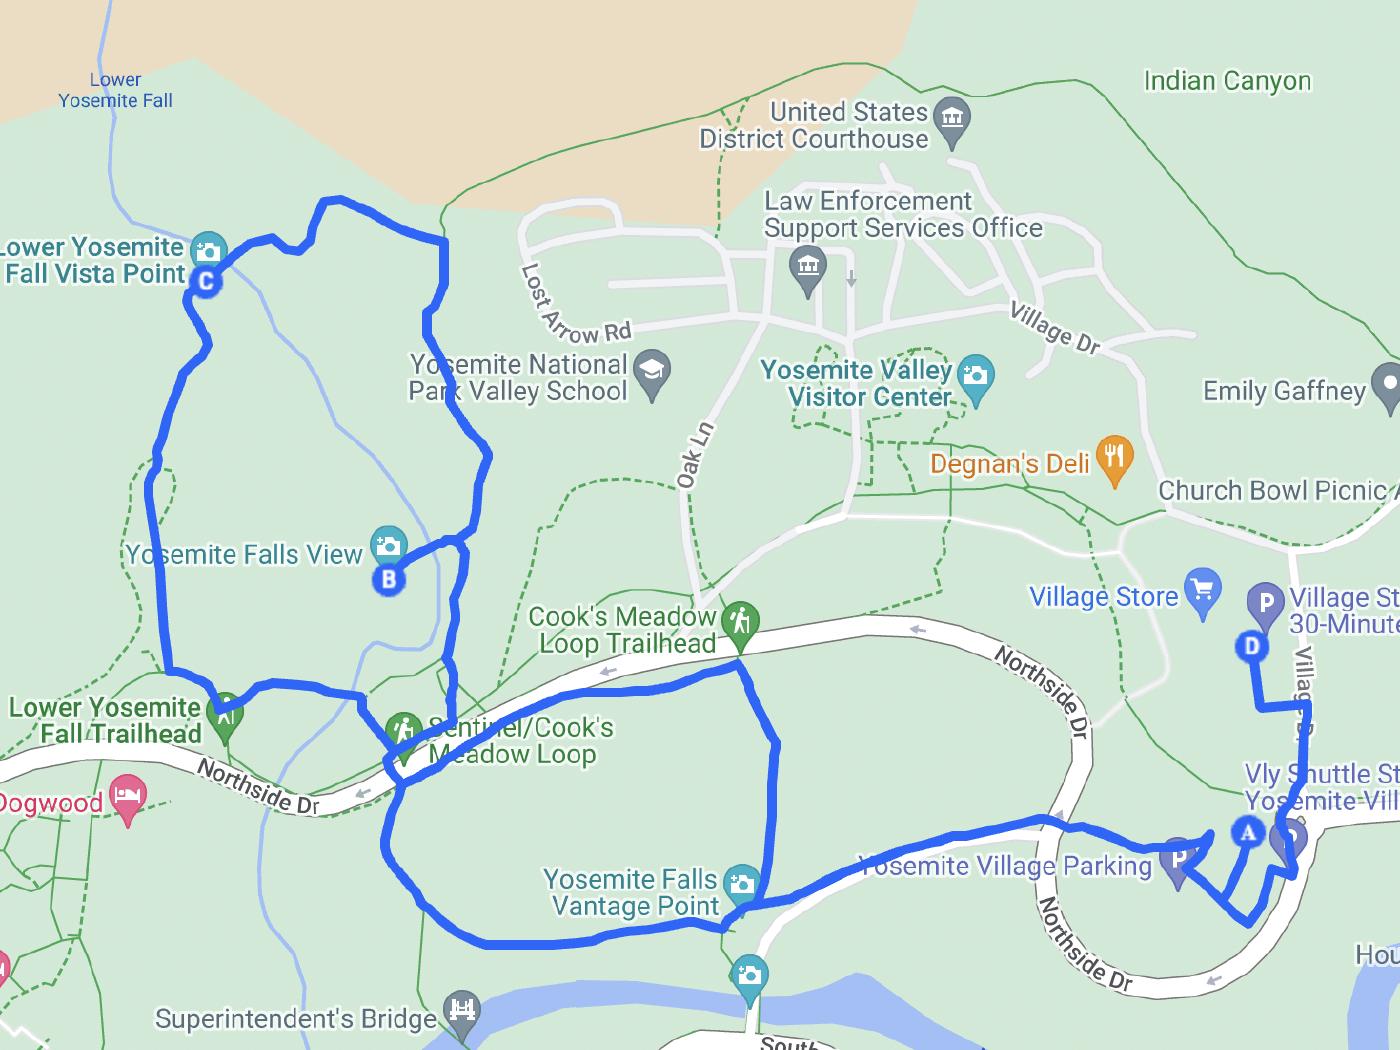 Lower
Yosemite Fall
Indian Canyon
United States
District Courthouse
Law Enforcement
Support Services Office
Lower Yosemite
Fall Vista Point
C
Lost Arrow Rd
Village Dr
Yosemite National
Park Valley School
Yosemite Valley
Visitor Center
Emily Gaffney
Oak Ln
Degnan's Deli
Church Bowl Picnic A
Yosemite Falls View
B
Village Store
P
Village St
30-Minute
D
Cook's Meadow
Loop Trailhead
Northside Dr
Village D
Lower Yosemite
Fall Trailhead
Sentinel/Cook's
Meadow Loop
Northside Dr
Dogwood
Vly Shuttle St
Yosemite Vill
A
P
Yosemite Village Parking
P
Yosemite Falls
Vantage Point
Northside Dr
Hou
Superintendent's Bridge
South